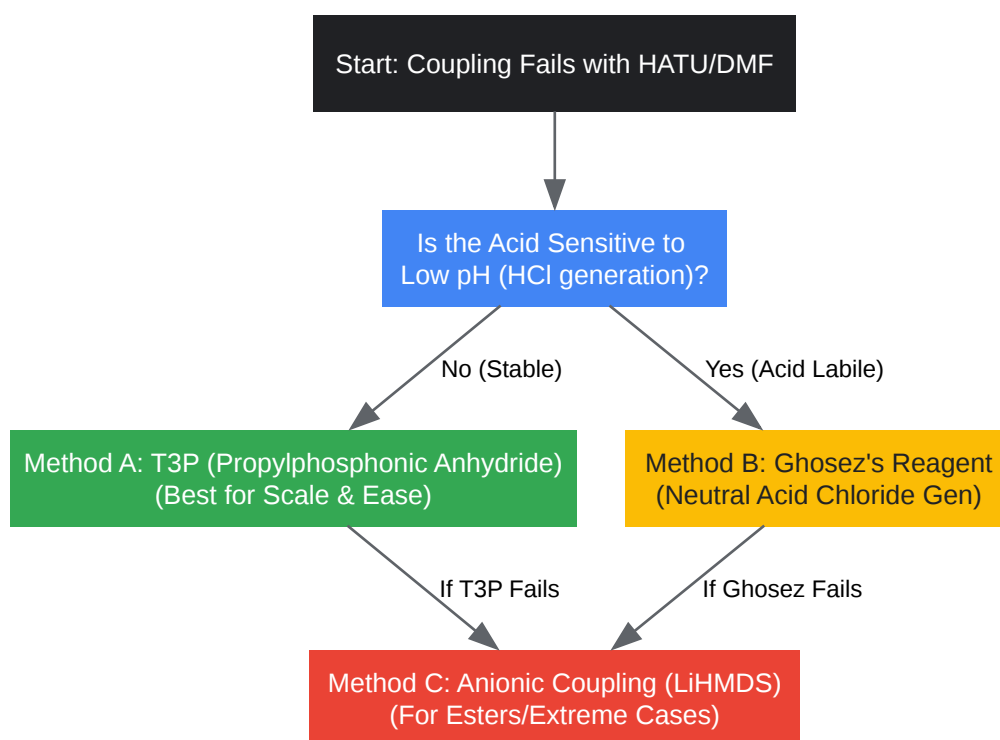 Start: Coupling Fails with HATU/DMF
Is the Acid Sensitive to
Low pH (HCl generation)?
No (Stable)
Yes (Acid Labile)
Method A: T3P (Propylphosphonic Anhydride)
(Best for Scale & Ease)
Method B: Ghosez's Reagent
(Neutral Acid Chloride Gen)
If T3P Fails
If Ghosez Fails
Method C: Anionic Coupling (LiHMDS)
(For Esters/Extreme Cases)